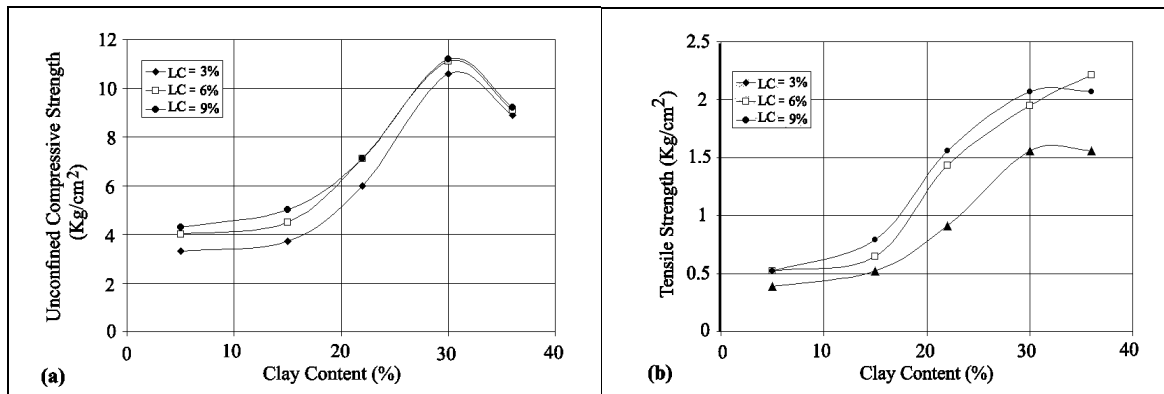 Unconfined Compressive Strength
(Kg/cm²)
12
10
8
6
4
2
0
LC = 3%
LC = 6%
LC = 9%
0 10 20 30 40
Clay Content (%)
(a)
Tensile Strength (Kg/cm²)
2.5
2
1.5
1
0.5
0
LC = 3%
LC = 6%
LC = 9%
0 10 20 30 40
Clay Content (%)
(b)